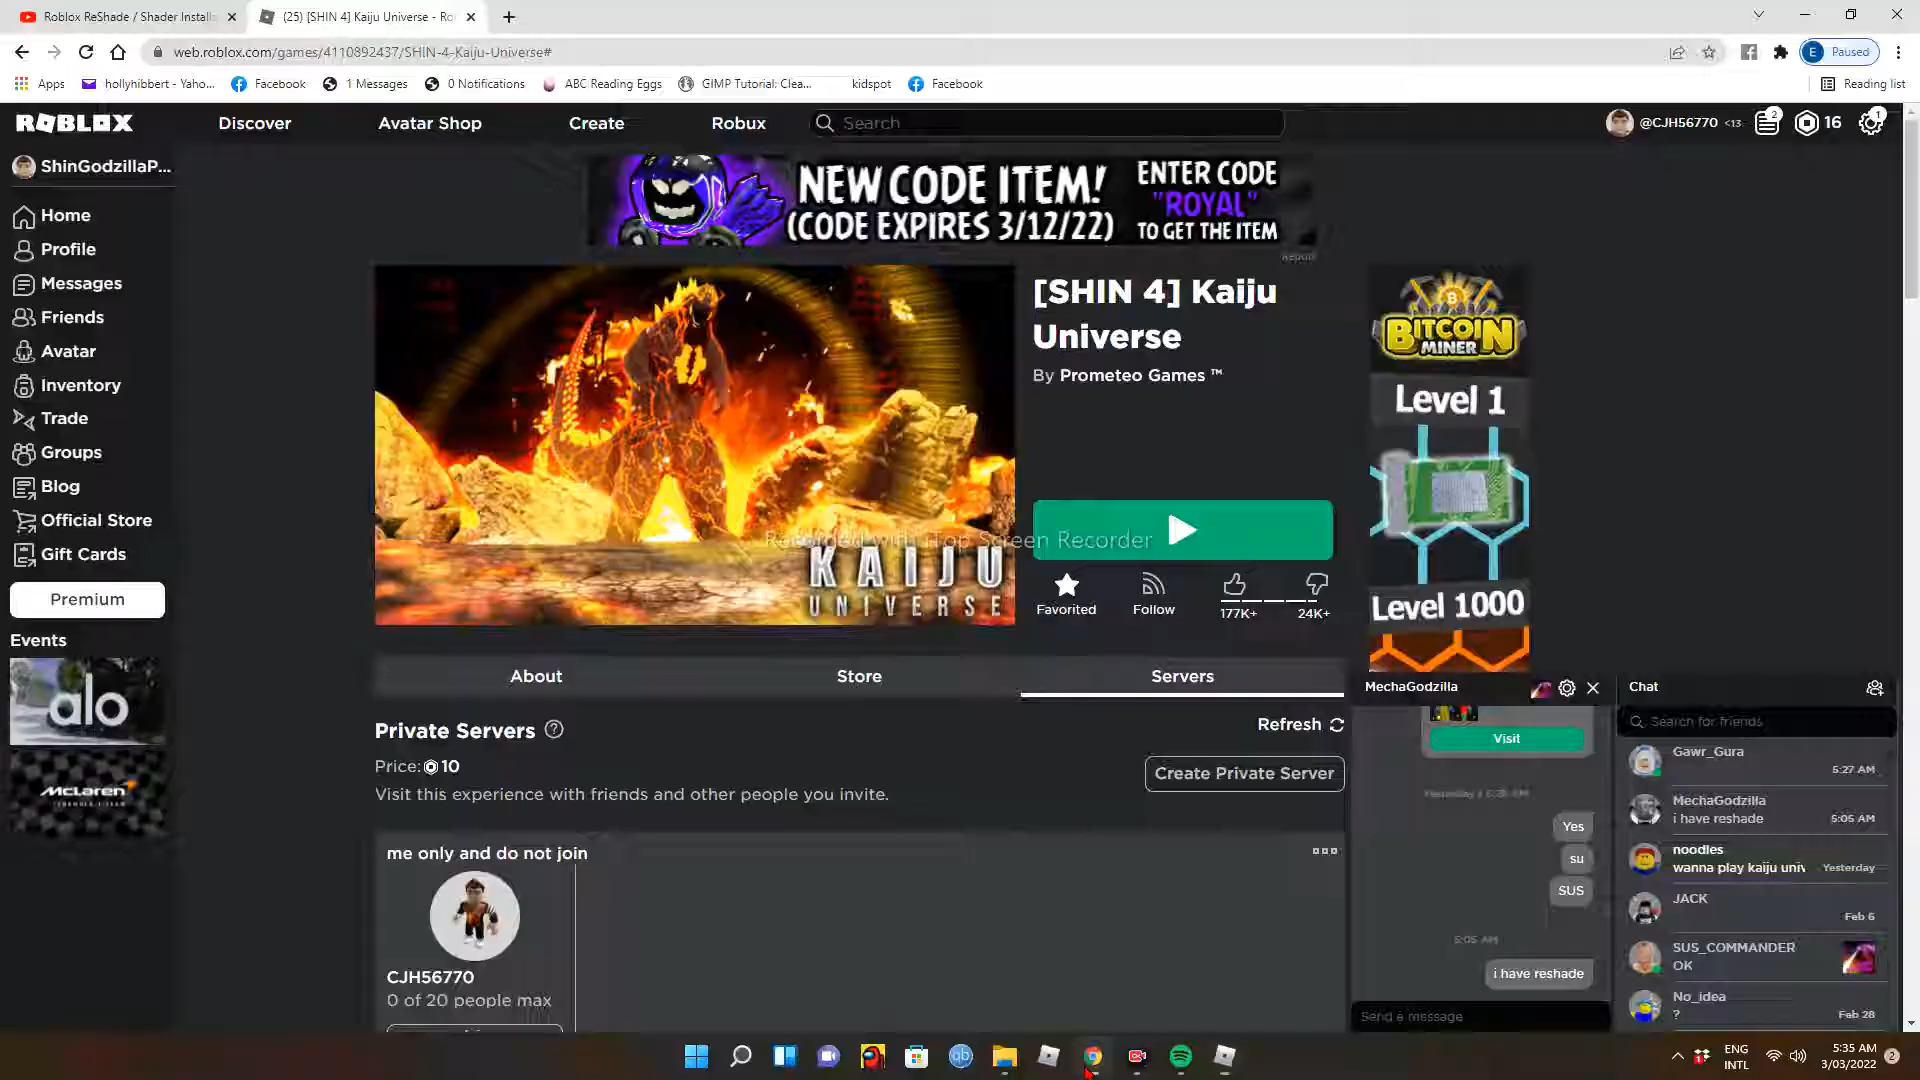 Roblox ReShade / Shader Install
(25) [SHIN 4] Kaiju Universe - Ro
web.roblox.com/games/4110892437/SHIN-4-Kaiju-Universe#
E Paused
Apps
hollyhibbert - Yaho...
Facebook
1 Messages
0 Notifications
ABC Reading Eggs
GIMP Tutorial: Clea...
kidspot
Facebook
Reading list
ROBLOX
Discover
Avatar Shop
Create
Robux
Search
@CJH56770 <13
2
16
1
ShinGodzillaP...
Home
Profile
Messages
Friends
Avatar
Inventory
Trade
Groups
Blog
Official Store
Gift Cards
Premium
Events
alo
McLaren
NEW CODE ITEM!
(CODE EXPIRES 3/12/22)
ENTER CODE
"ROYAL"
TO GET THE ITEM
Report
KAIJU
UNIVERSE
[SHIN 4] Kaiju
Universe
By Prometeo Games ™
Recorded with iTop Screen Recorder
Favorited
Follow
177K+
24K+
BITCOIN
MINER
Level 1
Level 1000
About
Store
Servers
Private Servers
Refresh
Price: 10
Create Private Server
Visit this experience with friends and other people you invite.
me only and do not join
CJH56770
0 of 20 people max
MechaGodzilla
Visit
Yes
su
SUS
5:05 AM
i have reshade
Send a message
Chat
Search for friends
Gawr_Gura
5:27 AM
MechaGodzilla
i have reshade
5:05 AM
noodles
wanna play kaiju univ
Yesterday
JACK
Feb 6
SUS_COMMANDER
OK
No_idea
?
Feb 28
qb
ENG
INTL
5:35 AM
3/03/2022
2